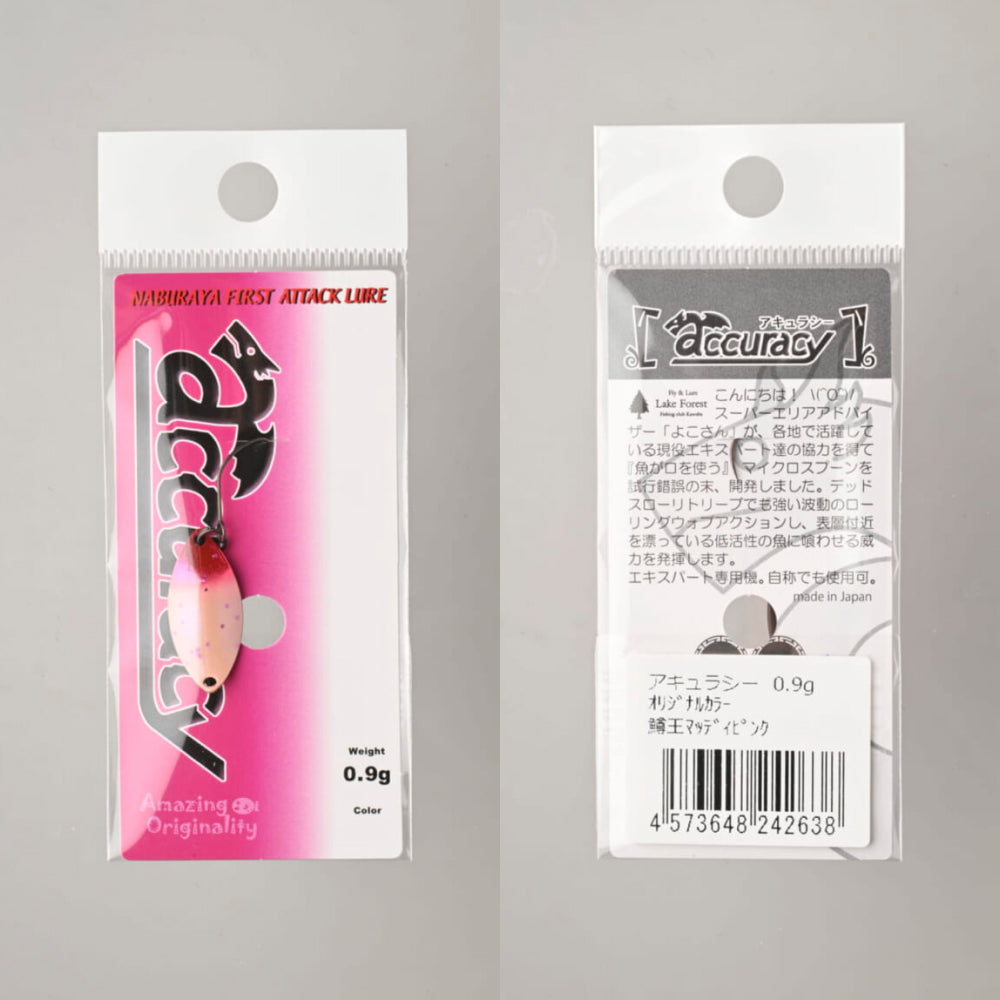 NABURAYA FIRST ATTACK LURE
accuracy
Weight
0.9g
Color
Amazing
Originality
アキュラシー
accuracy
Fly & Lure
Lake Forest
Fishing club Kawaba
こんにちは！ \(^O^)/
スーパーエリアアドバイ
ザー「よこさん」が、各地で活躍して
いる現役エキスパート達の協力を得て
『魚が口を使う』マイクロスプーンを
試行錯誤の末、開発しました。デッド
スローリトリーブでも強い波動のロー
リングウォブアクションし、表層付近
を漂っている低活性の魚に喰わせる威
力を発揮します。
エキスパート専用機。自称でも使用可。
made in Japan
アキュラシー 0.9g
ｵﾘｼﾞﾅﾙｶﾗｰ
鱒王ﾏｯﾃﾞｨﾋﾟﾝｸ
4 573648 242638